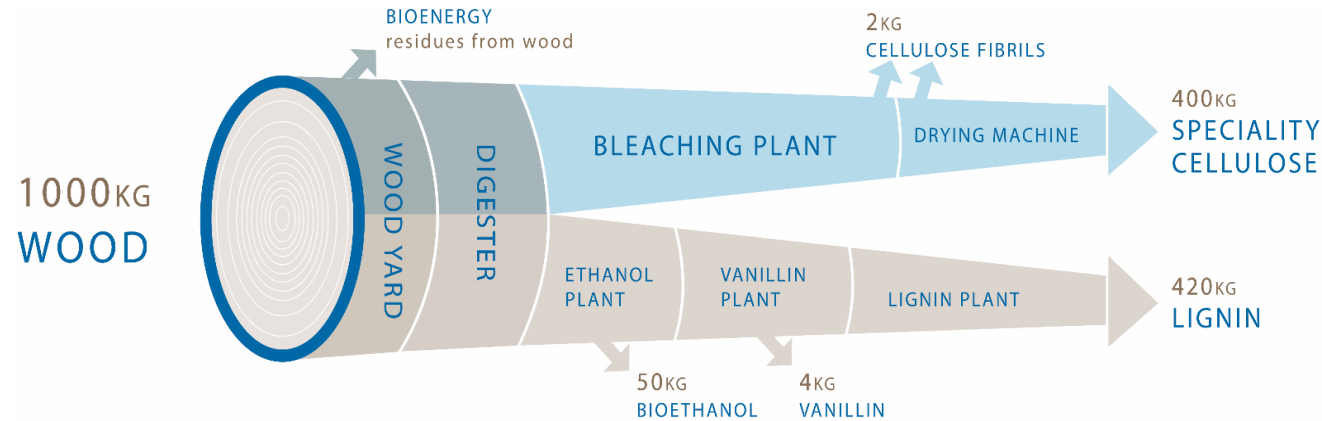 BIOENERGY
residues from wood
2KG
CELLULOSE FIBRILS
1000KG
WOOD
WOOD YARD
DIGESTER
BLEACHING PLANT
DRYING MACHINE
400KG
SPECIALITY
CELLULOSE
ETHANOL
PLANT
VANILLIN
PLANT
LIGNIN PLANT
420KG
LIGNIN
50KG
BIOETHANOL
4KG
VANILLIN